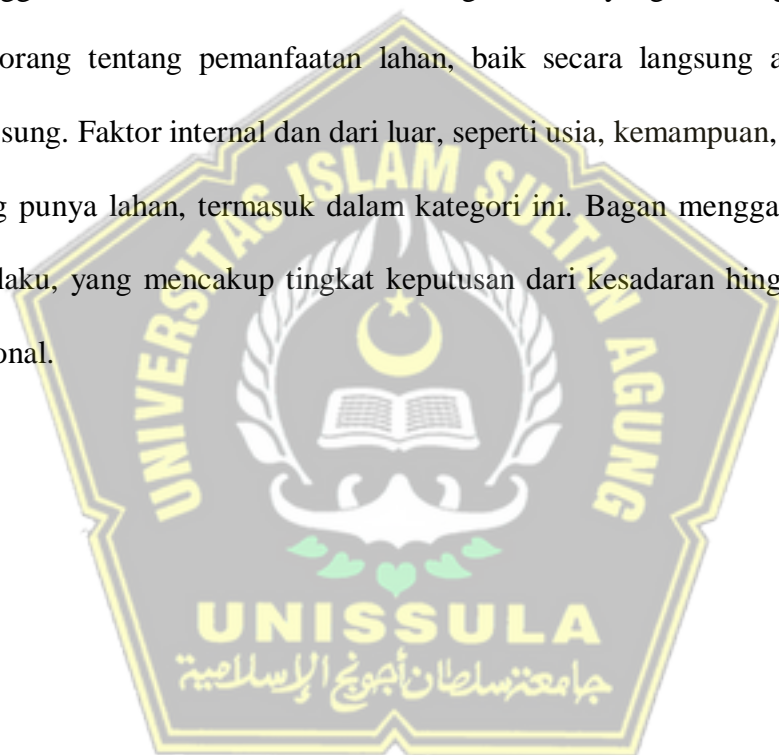 orang tentang pemanfaatan lahan, baik secara langsung a
sung. Faktor internal dan dari luar, seperti usia, kemampuan,
g punya lahan, termasuk dalam kategori ini. Bagan mengga
laku, yang mencakup tingkat keputusan dari kesadaran hing
onal.
UNIVERSITAS ISLAM SULTAN AGUNG
UNISSULA
جامعة سلطان أجونج الإسلامية